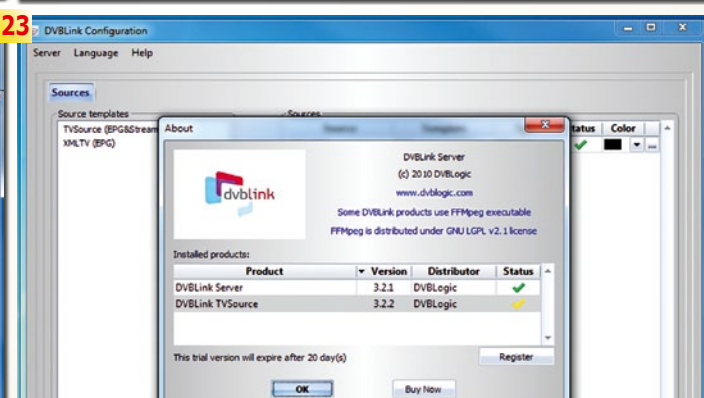 23
DVBLink Configuration
Server Language Help
Sources
Source templates
Sources
TVSource (EPG&Stream
XMLTV (EPG)
tatus Color
About
dvblink
DVBLink Server
(c) 2010 DVBLogic
www.dvblogic.com
Some DVBLink products use FFMpeg executable
FFMpeg is distributed under GNU LGPL v2.1 license
Installed products:
Product Version Distributor Status
DVBLink Server 3.2.1 DVBLogic
DVBLink TVSource 3.2.2 DVBLogic
This trial version will expire after 20 day(s)
Register
OK Buy Now